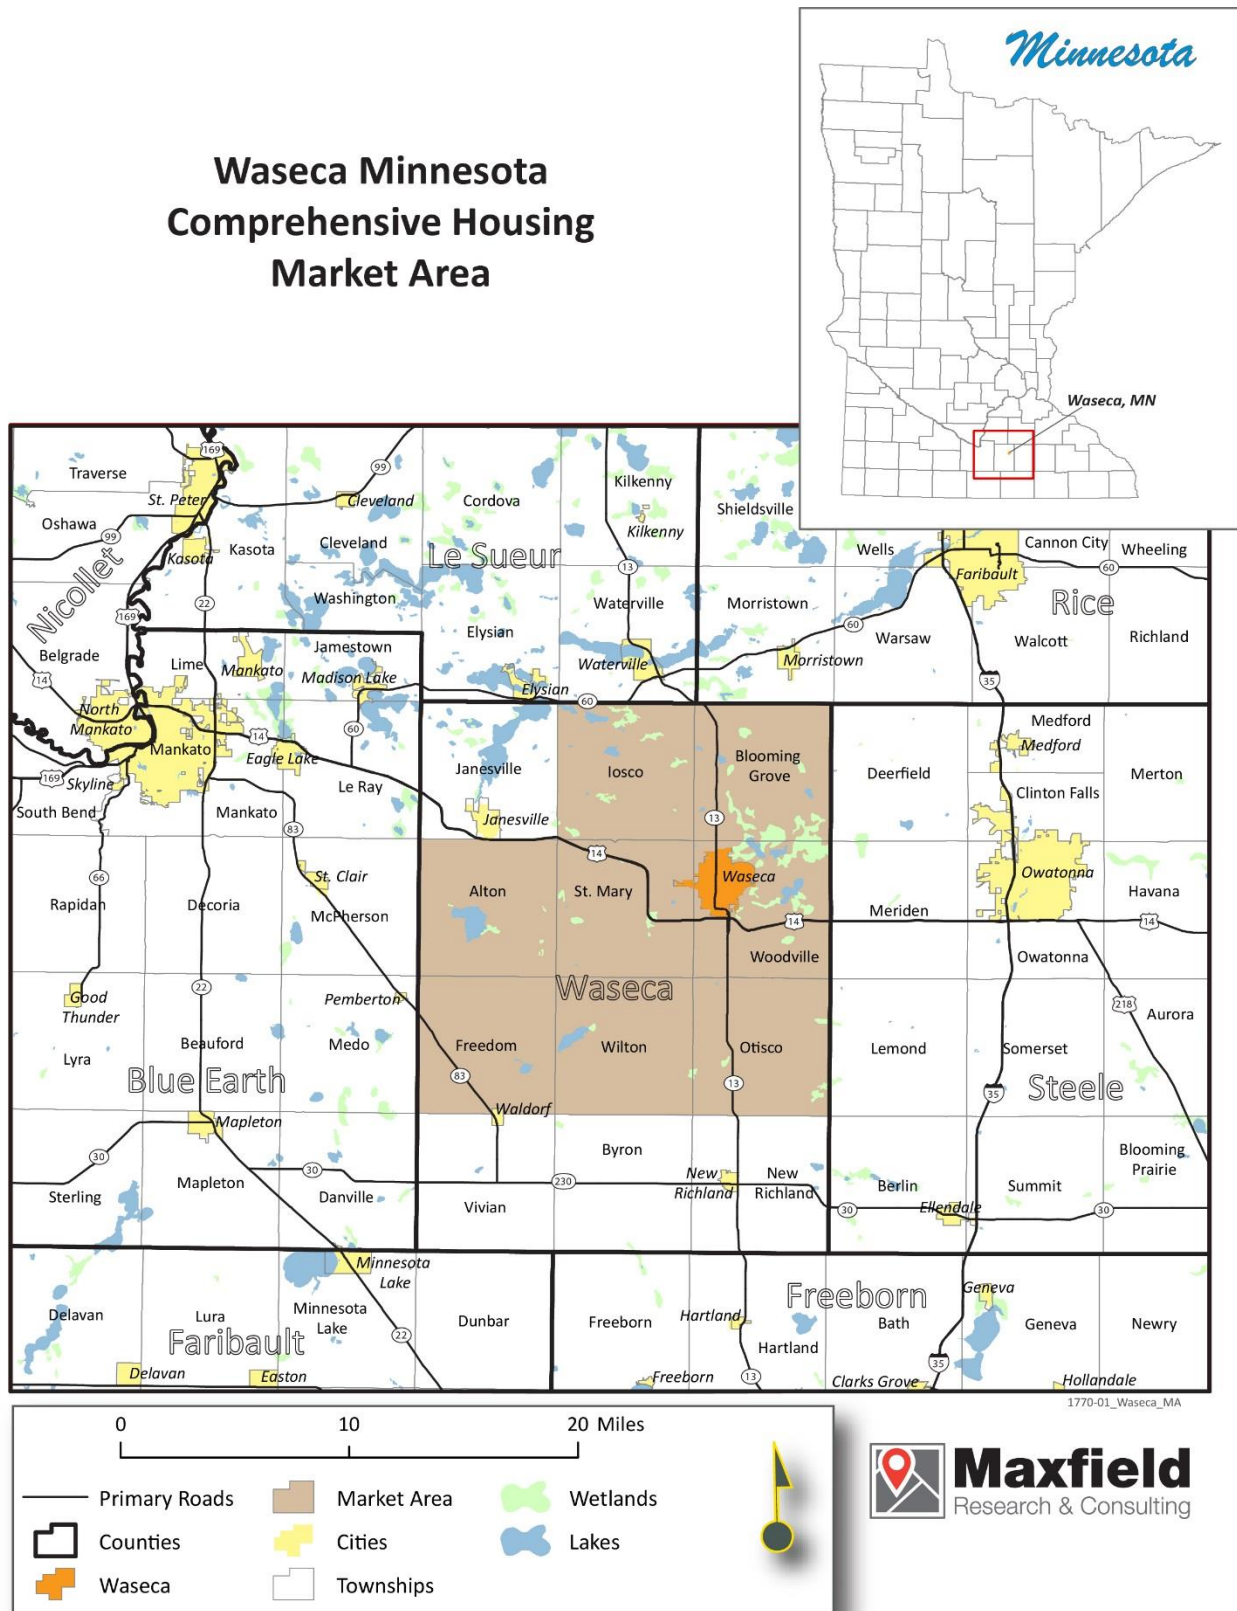 Minnesota
Waseca, MN
Waseca Minnesota
Comprehensive Housing
Market Area
169
Traverse
St. Peter
99
Cleveland
Cordova
Kilkenny
Kilkenny
Shieldsville
Oshawa
99
Kasota
Kasota
Cleveland
Le Sueur
13
Wells
Faribault
Cannon City
Wheeling
60
Nicollet
169
22
Washington
Waterville
Morristown
Rice
Elysian
60
Warsaw
Walcott
Richland
Belgrade
14
Lime
Mankato
Jamestown
Madison Lake
Elysian
Waterville
Morristown
35
60
North
Mankato
Mankato
14
Eagle Lake
60
Medford
Medford
169
Skyline
Le Ray
Janesville
Iosco
Blooming
Grove
Deerfield
Merton
South Bend
Mankato
83
Janesville
13
Clinton Falls
66
St. Clair
14
Waseca
Owatonna
Rapidan
Decoria
McPherson
Alton
St. Mary
Meriden
Havana
14
14
Woodville
Owatonna
22
Good
Thunder
Pemberton
Waseca
218
Aurora
Lyra
Beauford
Medo
Freedom
Wilton
Otisco
Lemond
Somerset
Blue Earth
83
13
35
Steele
Mapleton
Waldorf
Byron
Blooming
Prairie
30
30
Sterling
Mapleton
Danville
Vivian
230
New
Richland
New
Richland
Berlin
Summit
30
Ellendale
30
Minnesota
Lake
Delavan
Lura
Minnesota
Lake
Dunbar
Freeborn
Hartland
Freeborn
Geneva
Bath
Geneva
Newry
Faribault
22
Hartland
35
Delavan
Easton
Freeborn
13
Clarks Grove
Hollandale
1770-01_Waseca_MA
0 10 20 Miles
Primary Roads
Market Area
Wetlands
Counties
Cities
Lakes
Waseca
Townships
Maxfield
Research & Consulting